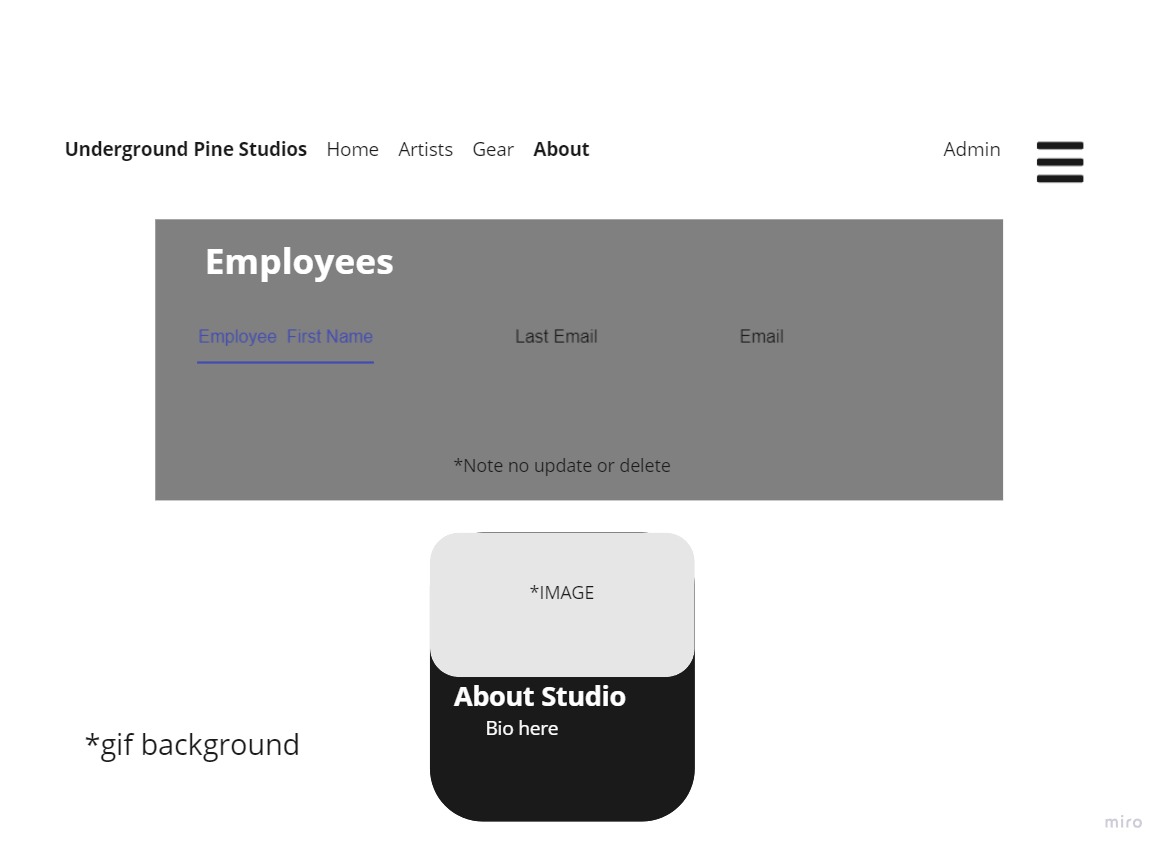 Underground Pine Studios Home Artists Gear About Admin
Employees
Employee First Name Last Email Email
*Note no update or delete
*IMAGE
About Studio
Bio here
*gif background
miro